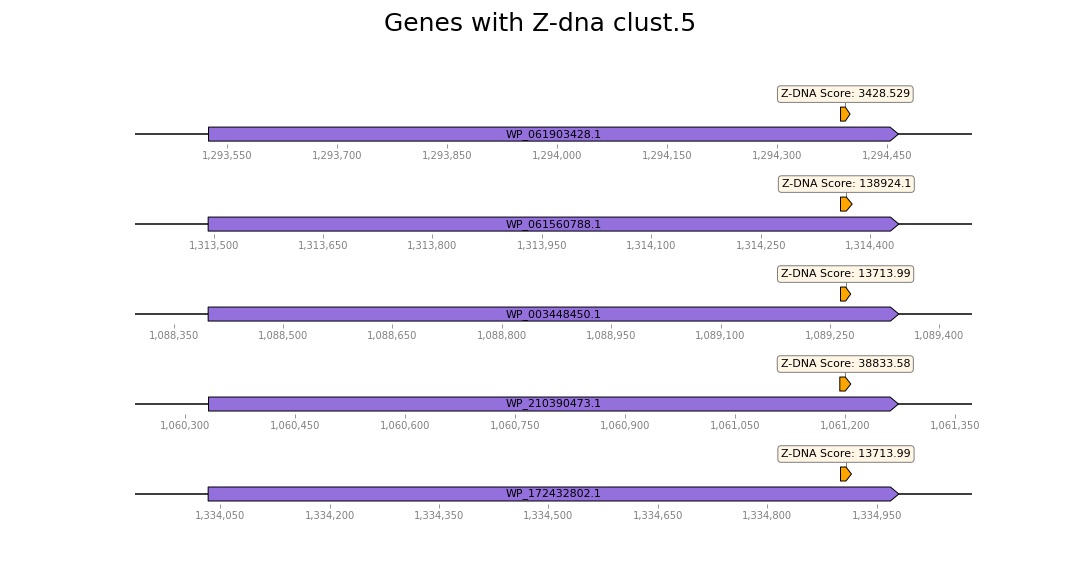 Genes with Z-dna clust.5
Z-DNA Score: 3428.529
WP_061903428.1
1,293,550 1,293,700 1,293,850 1,294,000 1,294,150 1,294,300 1,294,450
Z-DNA Score: 138924.1
WP_061560788.1
1,313,500 1,313,650 1,313,800 1,313,950 1,314,100 1,314,250 1,314,400
Z-DNA Score: 13713.99
WP_003448450.1
1,088,350 1,088,500 1,088,650 1,088,800 1,088,950 1,089,100 1,089,250 1,089,400
Z-DNA Score: 38833.58
WP_210390473.1
1,060,300 1,060,450 1,060,600 1,060,750 1,060,900 1,061,050 1,061,200 1,061,350
Z-DNA Score: 13713.99
WP_172432802.1
1,334,050 1,334,200 1,334,350 1,334,500 1,334,650 1,334,800 1,334,950